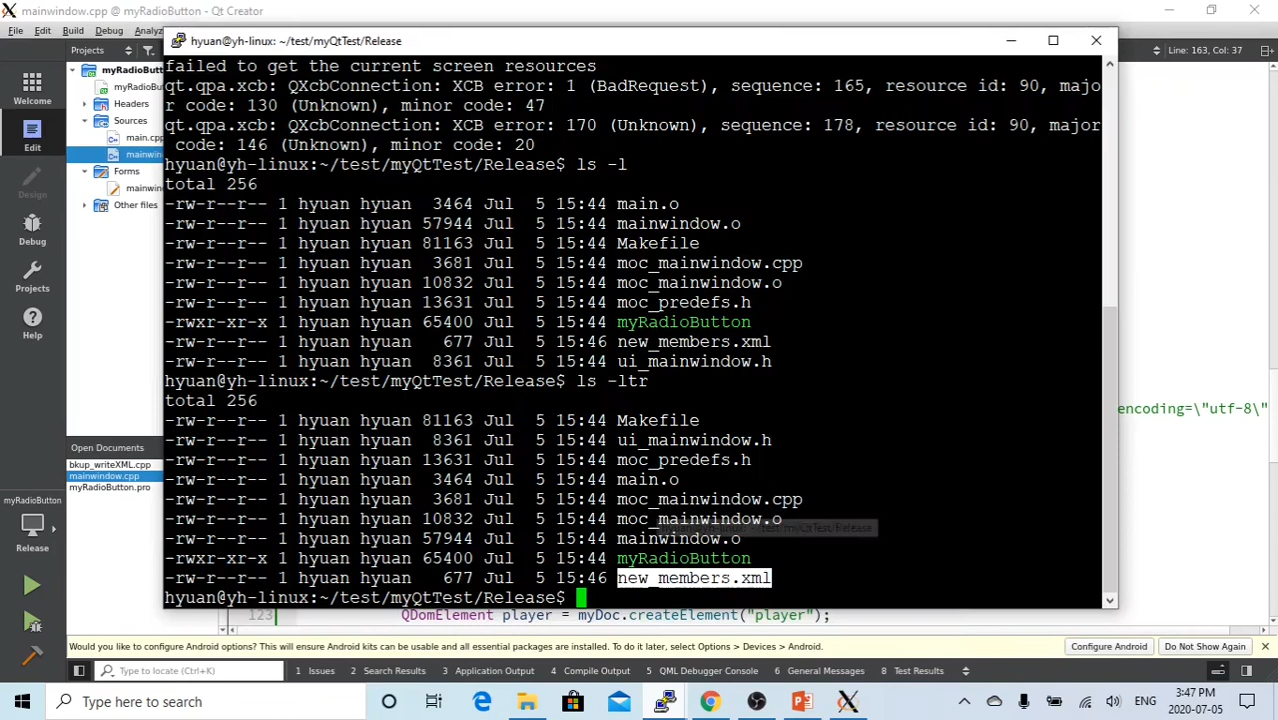 mainwindow.cpp @ myRadioButton - Qt Creator
File Edit Build Debug Analyz
Projects
Line: 163, Col: 37
hyuan@yh-linux: ~/test/myQtTest/Release
failed to get the current screen resources
qt.qpa.xcb: QXcbConnection: XCB error: 1 (BadRequest), sequence: 165, resource id: 90, majo
r code: 130 (Unknown), minor code: 47
qt.qpa.xcb: QXcbConnection: XCB error: 170 (Unknown), sequence: 178, resource id: 90, major
 code: 146 (Unknown), minor code: 20
hyuan@yh-linux:~/test/myQtTest/Release$ ls -l
total 256
-rw-r--r-- 1 hyuan hyuan  3464 Jul  5 15:44 main.o
-rw-r--r-- 1 hyuan hyuan 57944 Jul  5 15:44 mainwindow.o
-rw-r--r-- 1 hyuan hyuan 81163 Jul  5 15:44 Makefile
-rw-r--r-- 1 hyuan hyuan  3681 Jul  5 15:44 moc_mainwindow.cpp
-rw-r--r-- 1 hyuan hyuan 10832 Jul  5 15:44 moc_mainwindow.o
-rw-r--r-- 1 hyuan hyuan 13631 Jul  5 15:44 moc_predefs.h
-rwxr-xr-x 1 hyuan hyuan 65400 Jul  5 15:44 myRadioButton
-rw-r--r-- 1 hyuan hyuan   677 Jul  5 15:46 new_members.xml
-rw-r--r-- 1 hyuan hyuan  8361 Jul  5 15:44 ui_mainwindow.h
hyuan@yh-linux:~/test/myQtTest/Release$ ls -ltr
total 256
-rw-r--r-- 1 hyuan hyuan 81163 Jul  5 15:44 Makefile
-rw-r--r-- 1 hyuan hyuan  8361 Jul  5 15:44 ui_mainwindow.h
-rw-r--r-- 1 hyuan hyuan 13631 Jul  5 15:44 moc_predefs.h
-rw-r--r-- 1 hyuan hyuan  3464 Jul  5 15:44 main.o
-rw-r--r-- 1 hyuan hyuan  3681 Jul  5 15:44 moc_mainwindow.cpp
-rw-r--r-- 1 hyuan hyuan 10832 Jul  5 15:44 moc_mainwindow.o
hyuan@yh-linux: ~/test/myQtTest/Release
-rw-r--r-- 1 hyuan hyuan 57944 Jul  5 15:44 mainwindow.o
-rwxr-xr-x 1 hyuan hyuan 65400 Jul  5 15:44 myRadioButton
-rw-r--r-- 1 hyuan hyuan   677 Jul  5 15:46 new_members.xml
hyuan@yh-linux:~/test/myQtTest/Release$
Welcome
Edit
Design
Debug
Projects
Help
myRadioButton
Release
myRadioButt
myRadioBut
Headers
Sources
main.cp
mainwin
Forms
mainwin
Other files
Open Documents
bkup_writeXML.cpp
mainwindow.cpp
myRadioButton.pro
encoding=\"utf-8\"
123 QDomElement player = myDoc.createElement("player");
Would you like to configure Android options? This will ensure Android kits can be usable and all essential packages are installed. To do it later, select Options > Devices > Android.
Configure Android
Do Not Show Again
Type to locate (Ctrl+K)
1 Issues
2 Search Results
3 Application Output
4 Compile Output
5 QML Debugger Console
6 General Messages
8 Test Results
Type here to search
ENG
3:47 PM
2020-07-05